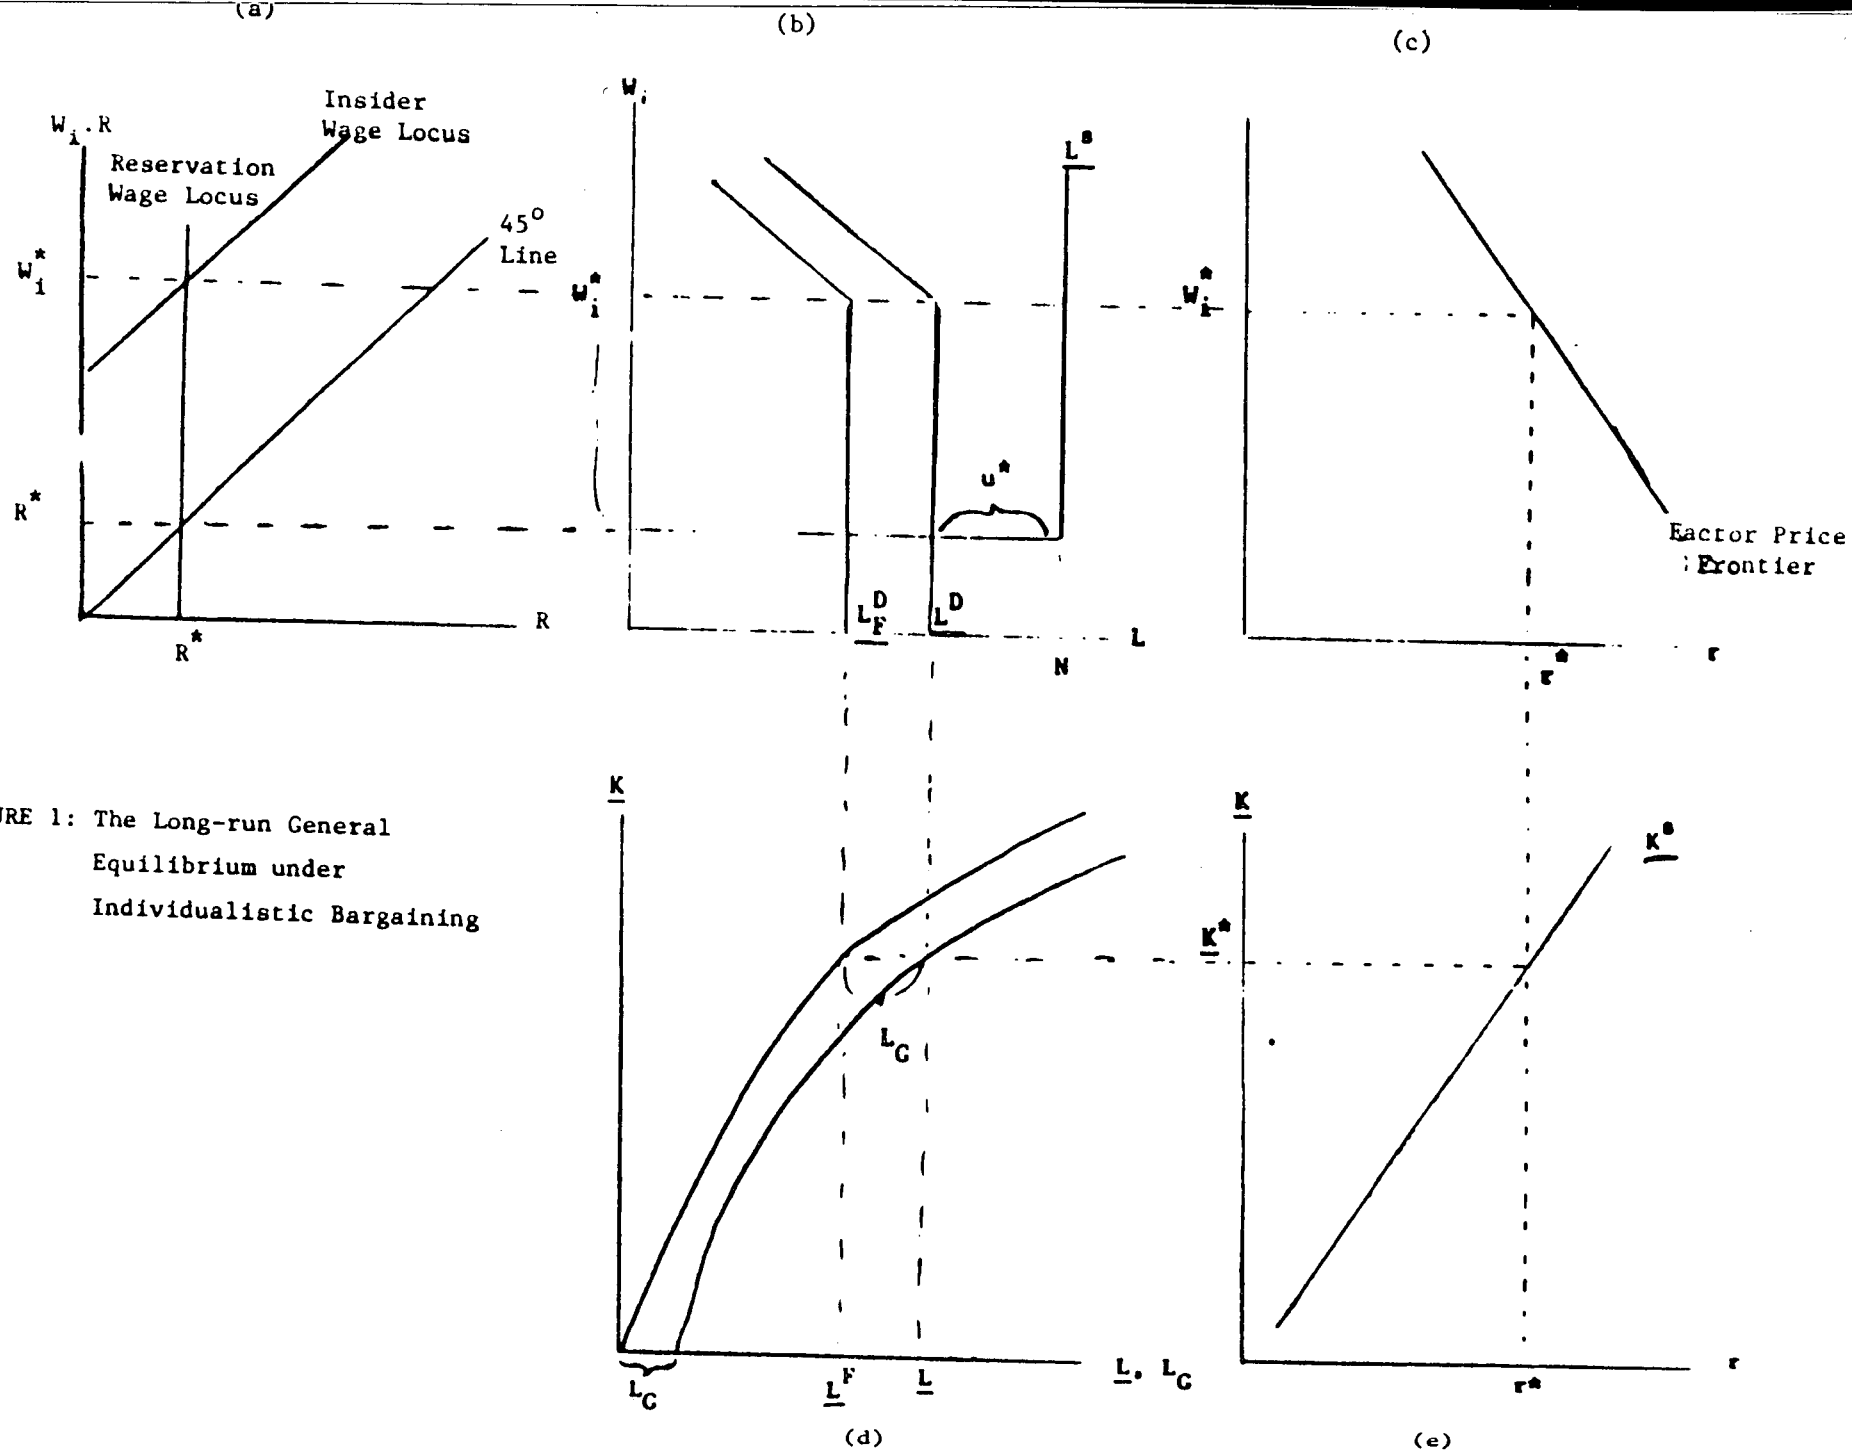 (a)
(b)
(c)
W_i.R
Insider
Wage Locus
Reservation
Wage Locus
45°
Line
W_i^*
R^*
R^*
R
W_i
W_i^*
L^s
u^*
L_F^D
L^D
L
N
W_i^*
Factor Price
Frontier
r^*
r
URE 1: The Long-run General
Equilibrium under
Individualistic Bargaining
K
L_G
L_G
L^F
L
L, L_G
(d)
K
K^s
K^*
r^*
r
(e)